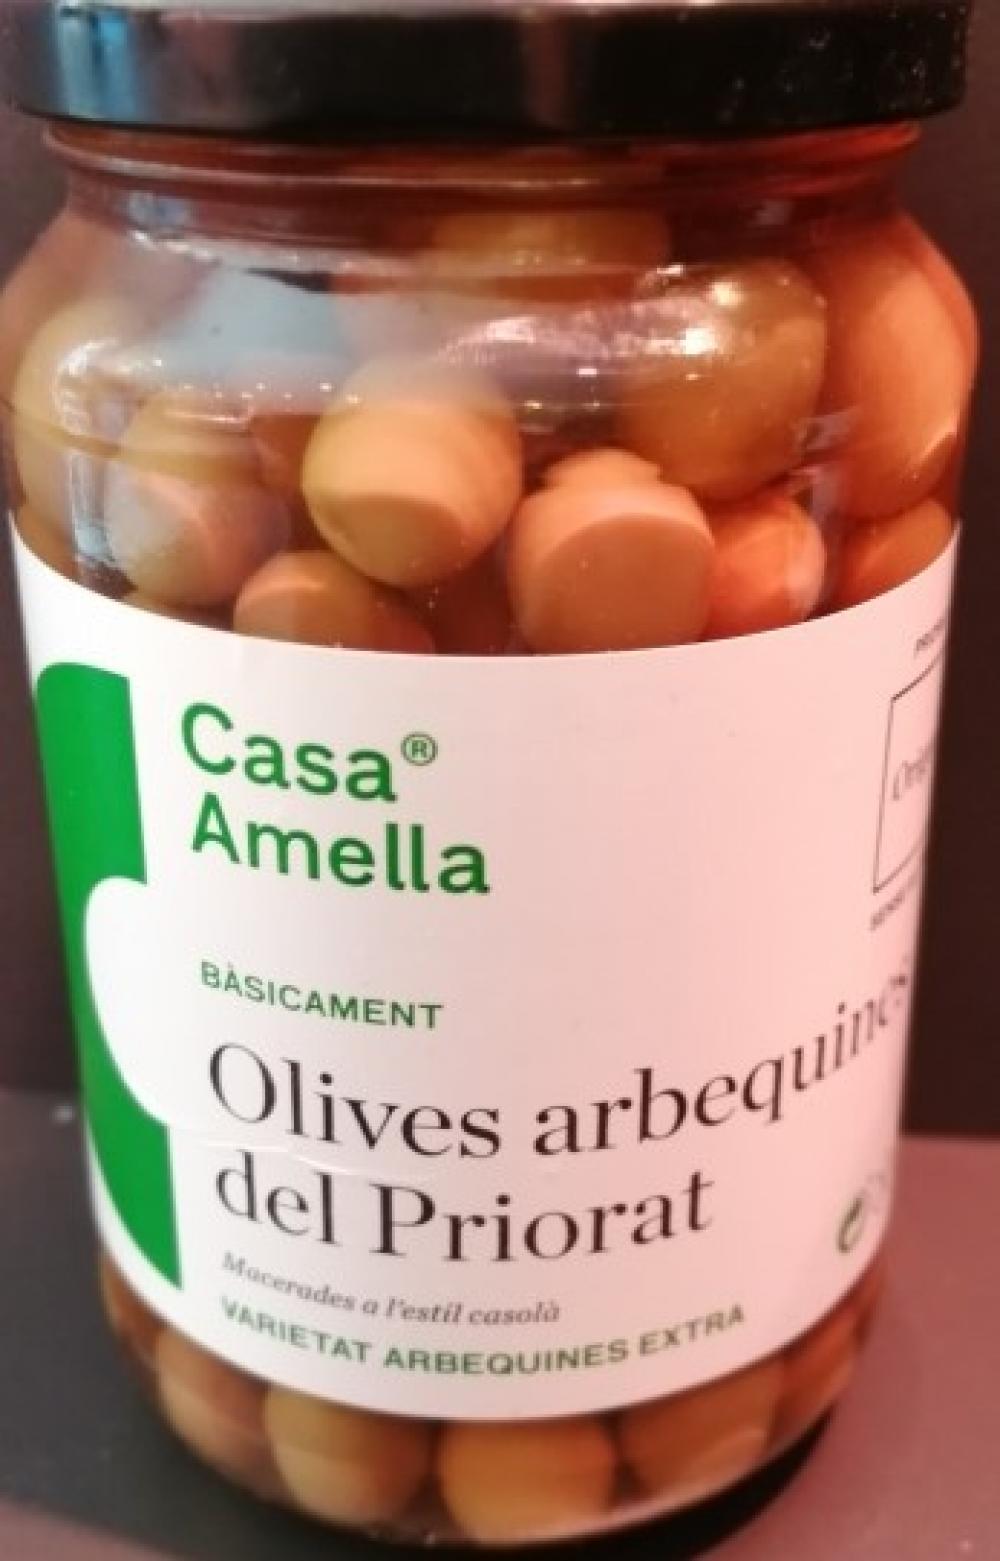 Casa®
Amella
BÀSICAMENT
Olives arbequines
del Priorat
Macerades a l'estil casolà
VARIETAT ARBEQUINES EXTRA